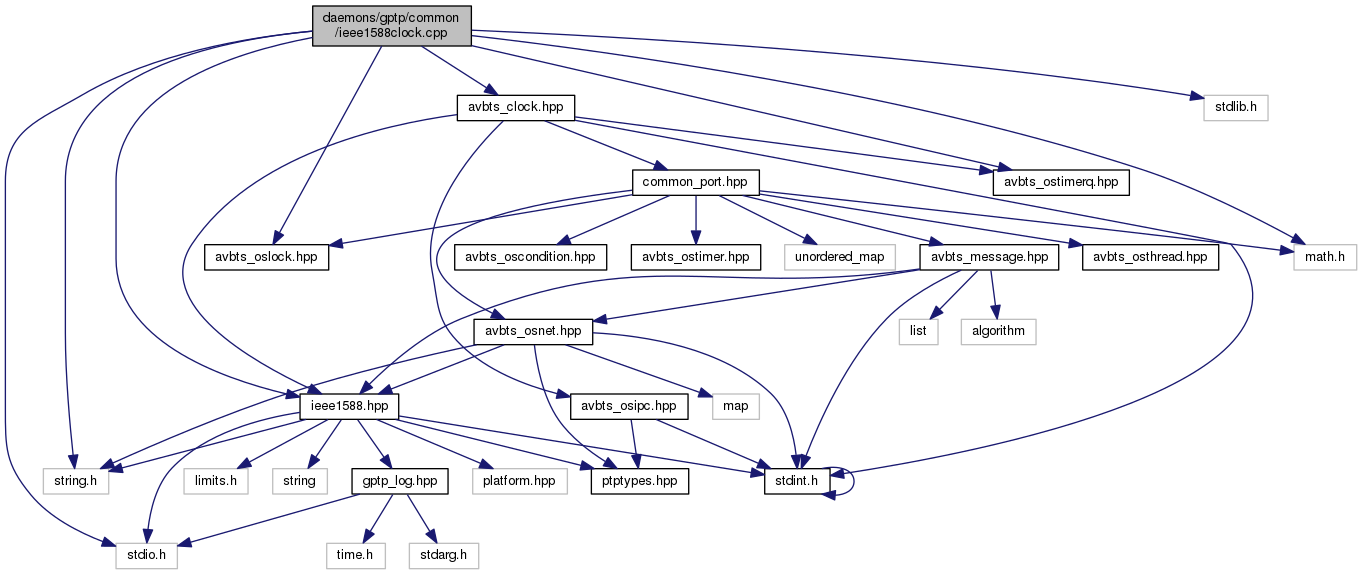 daemons/gptp/common
/ieee1588clock.cpp
avbts_clock.hpp
stdlib.h
common_port.hpp
avbts_ostimerq.hpp
avbts_oslock.hpp
avbts_oscondition.hpp
avbts_ostimer.hpp
unordered_map
avbts_message.hpp
avbts_osthread.hpp
math.h
avbts_osnet.hpp
list
algorithm
ieee1588.hpp
avbts_osipc.hpp
map
string.h
limits.h
string
gptp_log.hpp
platform.hpp
ptptypes.hpp
stdint.h
stdio.h
time.h
stdarg.h